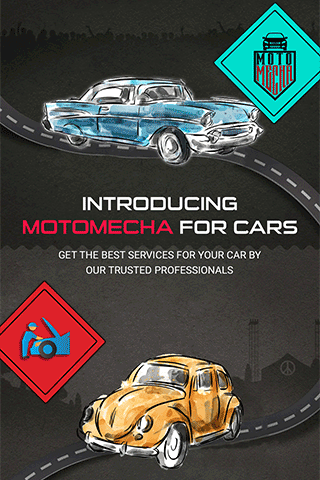 MOTO
MECHA
INTRODUCING
MOTOMECHA FOR CARS
GET THE BEST SERVICES FOR YOUR CAR BY
OUR TRUSTED PROFESSIONALS